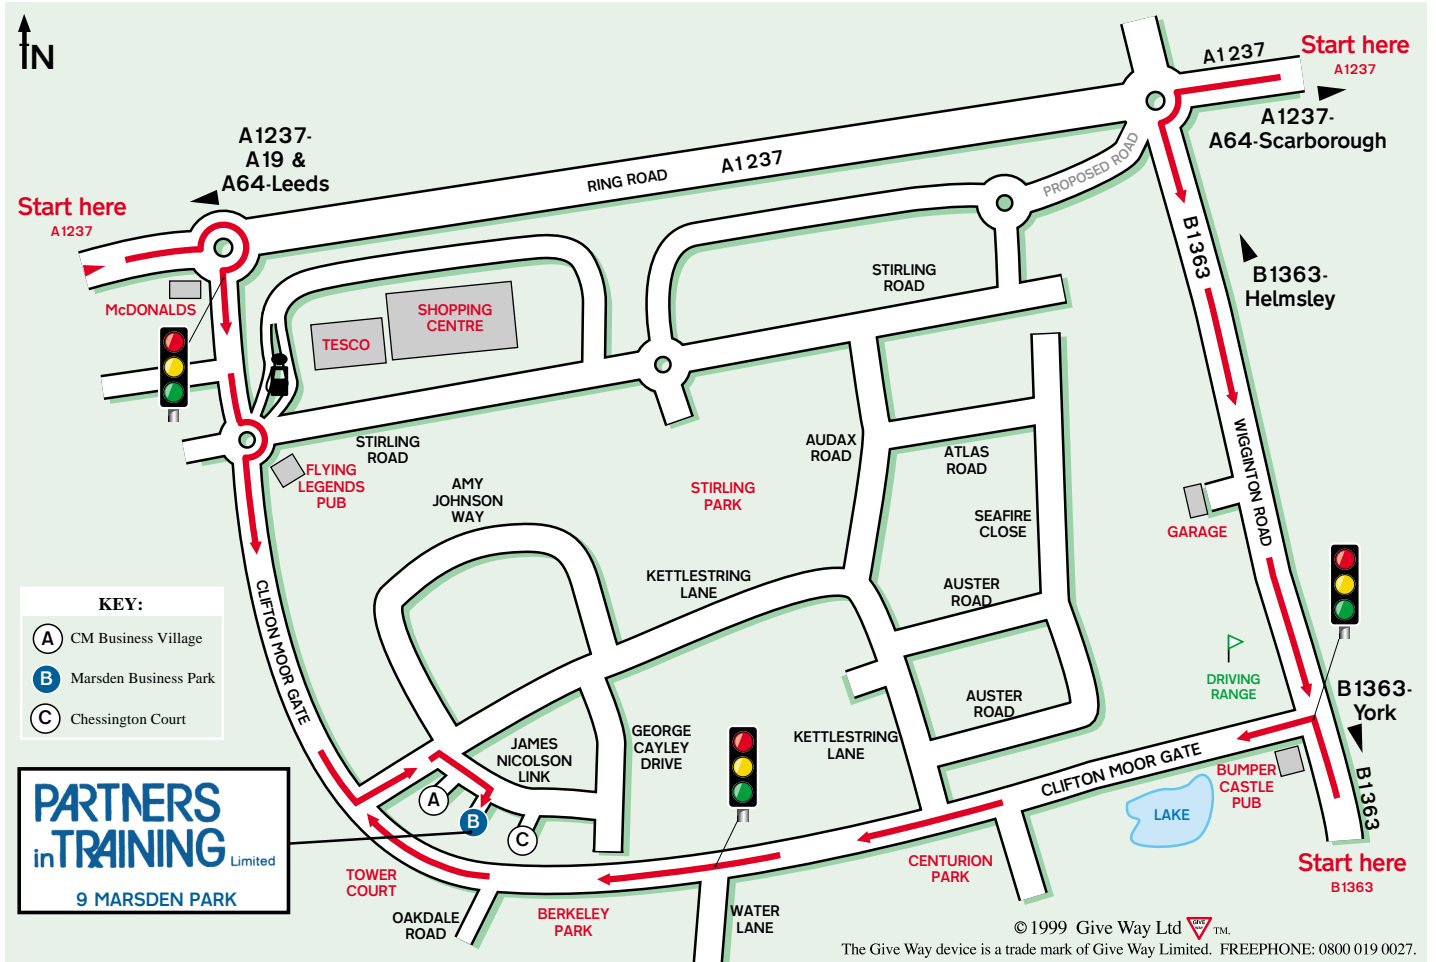 N
Start here
A1237
A1237
A1237-
A64-Scarborough
A1237-
A19 &
A64-Leeds
Start here
A1237
RING ROAD
A1237
PROPOSED ROAD
B1363
B1363-
Helmsley
STIRLING
ROAD
McDONALDS
TESCO
SHOPPING
CENTRE
STIRLING
ROAD
FLYING
LEGENDS
PUB
AMY
JOHNSON
WAY
STIRLING
PARK
AUDAX
ROAD
ATLAS
ROAD
SEAFIRE
CLOSE
WIGGINTON ROAD
GARAGE
KETTLESTRING
LANE
AUSTER
ROAD
CLIFTON MOOR GATE
KEY:
A CM Business Village
B Marsden Business Park
C Chessington Court
DRIVING
RANGE
B1363-
York
AUSTER
ROAD
GEORGE
CAYLEY
DRIVE
KETTLESTRING
LANE
JAMES
NICOLSON
LINK
A
B
C
CLIFTON MOOR GATE
BUMPER
CASTLE
PUB
B1363
LAKE
PARTNERS
in TRAINING Limited
9 MARSDEN PARK
TOWER
COURT
CENTURION
PARK
Start here
B1363
OAKDALE
ROAD
BERKELEY
PARK
WATER
LANE
© 1999 Give Way Ltd GIVE WAY TM.
The Give Way device is a trade mark of Give Way Limited. FREEPHONE: 0800 019 0027.